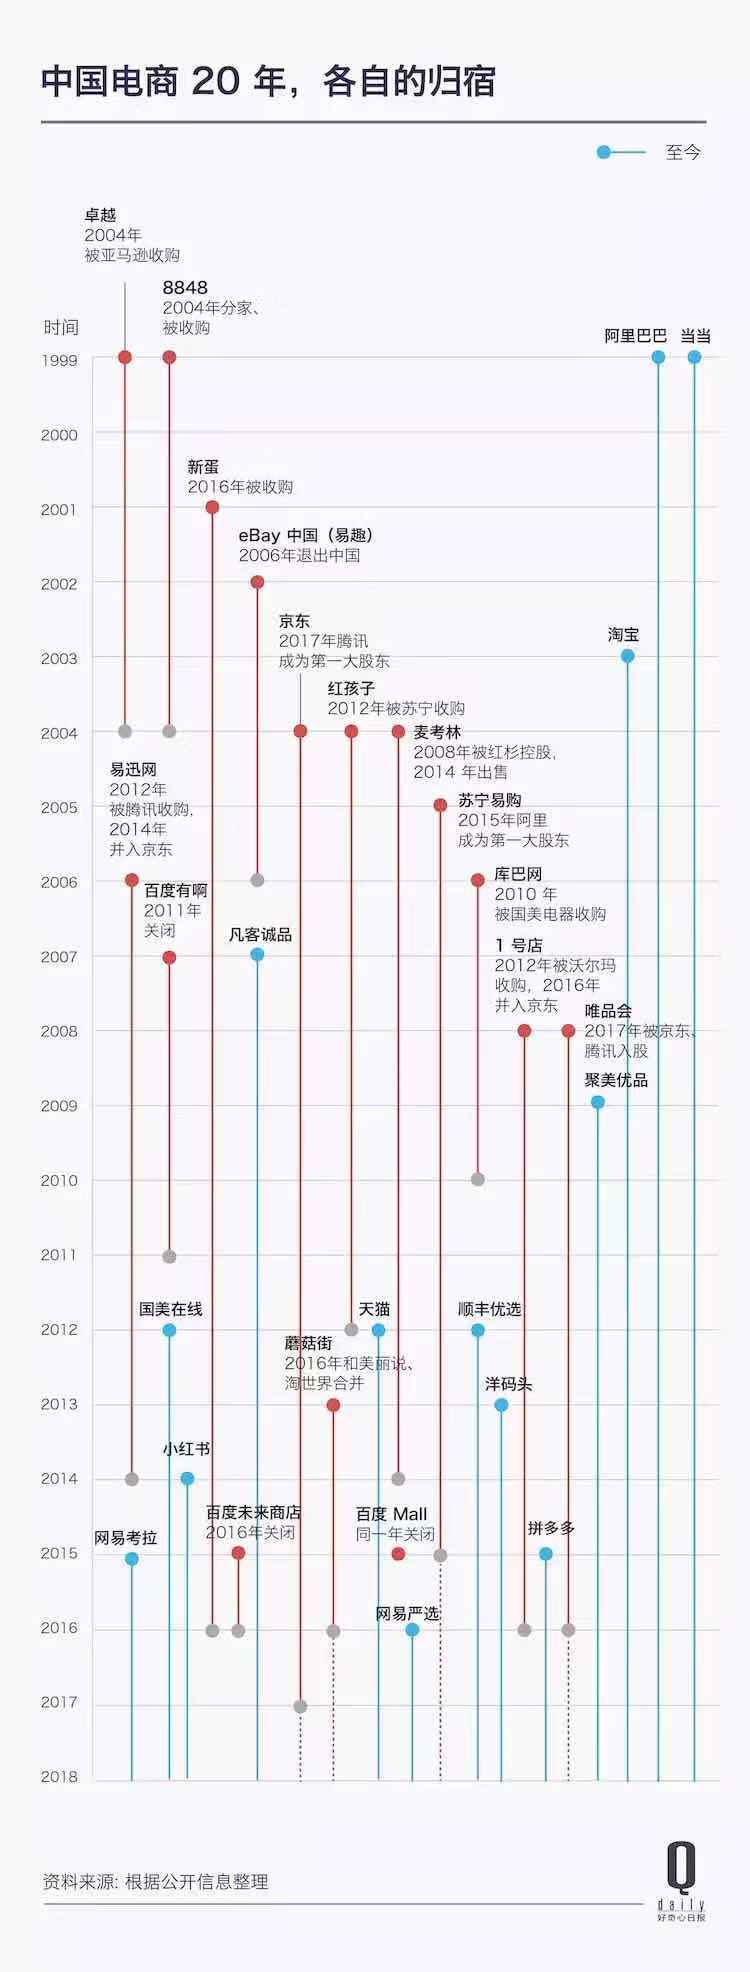 中国电商 20 年，各自的归宿
至今
卓越
2004年
被亚马逊收购
8848
2004年分家、
被收购
时间
阿里巴巴
当当
1999
2000
新蛋
2016年被收购
2001
eBay 中国（易趣）
2006年退出中国
2002
京东
2017年腾讯
成为第一大股东
淘宝
2003
红孩子
2012年被苏宁收购
2004
麦考林
2008年被红杉控股，
2014 年出售
易迅网
2012年
被腾讯收购，
2014年
并入京东
2005
苏宁易购
2015年阿里
成为第一大股东
2006
百度有啊
2011年
关闭
库巴网
2010 年
被国美电器收购
凡客诚品
2007
1 号店
2012年被沃尔玛
收购，2016年
并入京东
2008
唯品会
2017年被京东、
腾讯入股
聚美优品
2009
2010
2011
国美在线
天猫
顺丰优选
2012
蘑菇街
2016年和美丽说、
淘世界合并
洋码头
2013
小红书
2014
百度未来商店
2016年关闭
百度 Mall
同一年关闭
拼多多
网易考拉
2015
网易严选
2016
2017
2018
资料来源: 根据公开信息整理
Q
daily
好奇心日报